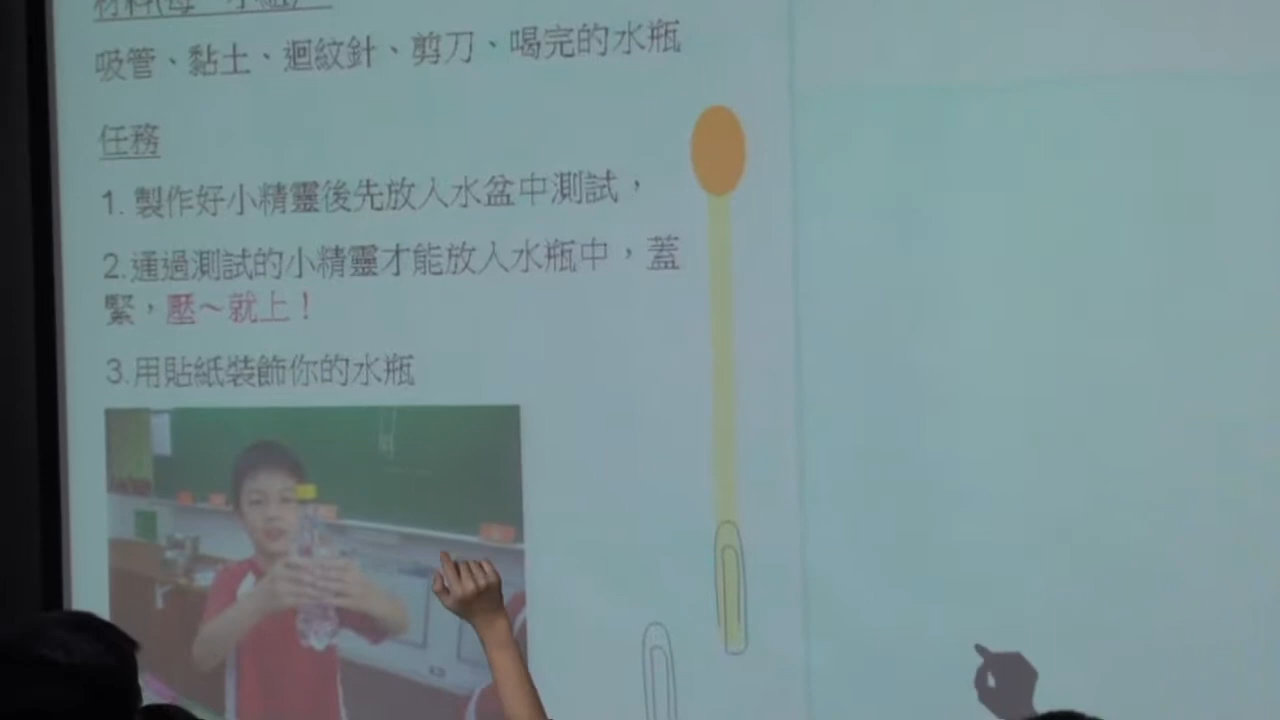 吸管、黏土、迴紋針、剪刀、喝完的水瓶
任務
1. 製作好小精靈後先放入水盆中測試，
2.通過測試的小精靈才能放入水瓶中，蓋
緊，壓～就上！
3.用貼紙裝飾你的水瓶